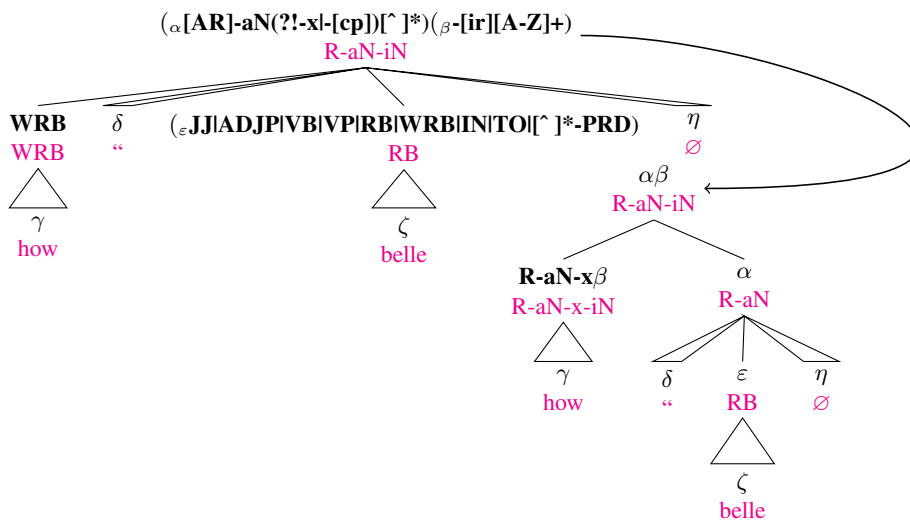 (α[AR]-aN(?!-x|-[cp])[^ ]*)(β-[ir][A-Z]+)
R-aN-iN
WRB δ (εJJ|ADJP|VB|VP|RB|WRB|IN|TO|[^ ]*-PRD) η
WRB “ RB ∅
αβ
R-aN-iN
γ ζ
how belle
R-aN-xβ α
R-aN-x-iN R-aN
γ δ ε η
how “ RB ∅
ζ
belle